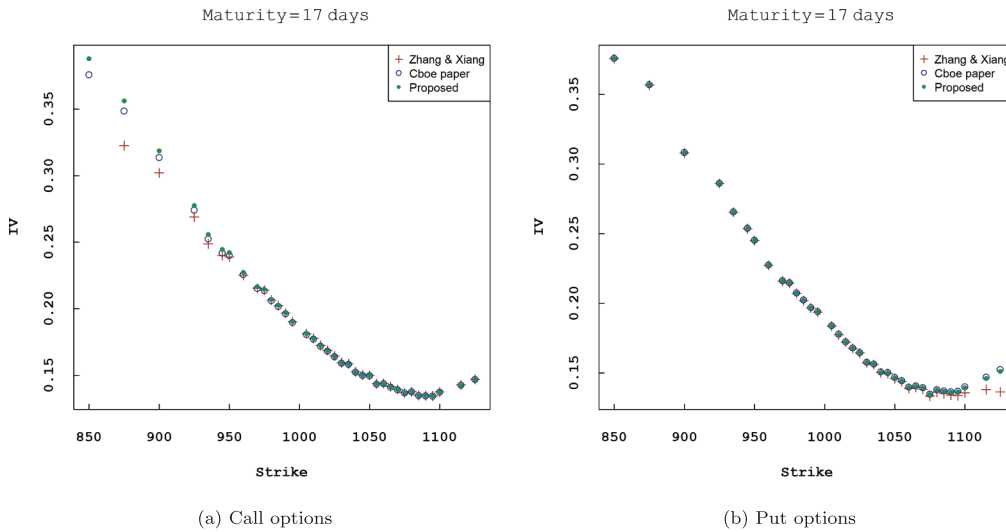 Maturity=17 days
Zhang & Xiang
Cboe paper
Proposed
IV
0.35
0.30
0.25
0.20
0.15
850
900
950
1000
1050
1100
Strike
(a) Call options
Maturity=17 days
Zhang & Xiang
Cboe paper
Proposed
IV
0.35
0.30
0.25
0.20
0.15
850
900
950
1000
1050
1100
Strike
(b) Put options